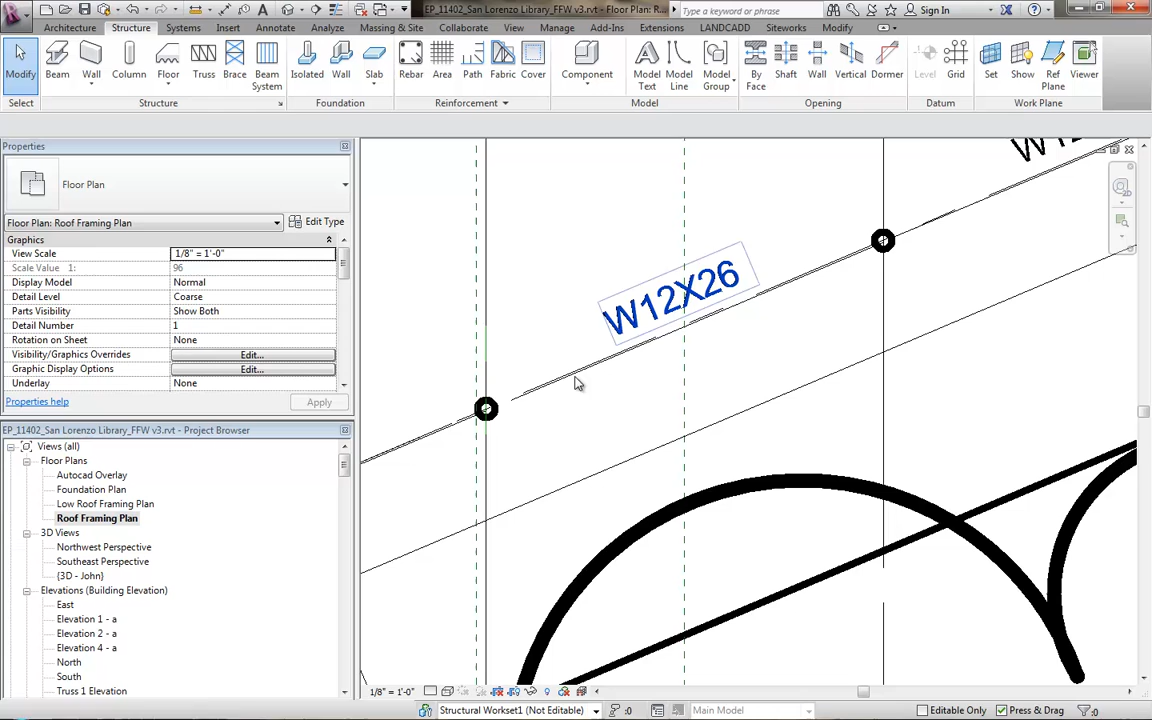 EP_11402_San Lorenzo Library_FFW v3.rvt - Floor Plan: R...
Type a keyword or phrase
Sign In
Architecture Structure Systems Insert Annotate Analyze Massing & Site Collaborate View Manage Add-Ins Extensions LANDCADD Siteworks Modify
Modify Beam Wall Column Floor Truss Brace Beam System Isolated Wall Slab Rebar Area Path Fabric Cover Component Model Text Model Line Model Group By Face Shaft Wall Vertical Dormer Level Grid Set Show Ref Plane Viewer
Select Structure Foundation Reinforcement Model Opening Datum Work Plane
Properties
Floor Plan
Floor Plan: Roof Framing Plan Edit Type
Graphics
View Scale 1/8" = 1'-0"
Scale Value 1: 96
Display Model Normal
Detail Level Coarse
Parts Visibility Show Both
Detail Number 1
Rotation on Sheet None
Visibility/Graphics Overrides Edit...
Graphic Display Options Edit...
Underlay None
Properties help Apply
EP_11402_San Lorenzo Library_FFW v3.rvt - Project Browser
Views (all)
Floor Plans
Autocad Overlay
Foundation Plan
Low Roof Framing Plan
Roof Framing Plan
3D Views
Northwest Perspective
Southeast Perspective
{3D - John}
Elevations (Building Elevation)
East
Elevation 1 - a
Elevation 2 - a
Elevation 4 - a
North
South
Truss 1 Elevation
W12X26
1/8" = 1'-0"
Structural Workset1 (Not Editable) :0 Main Model Editable Only Press & Drag :0